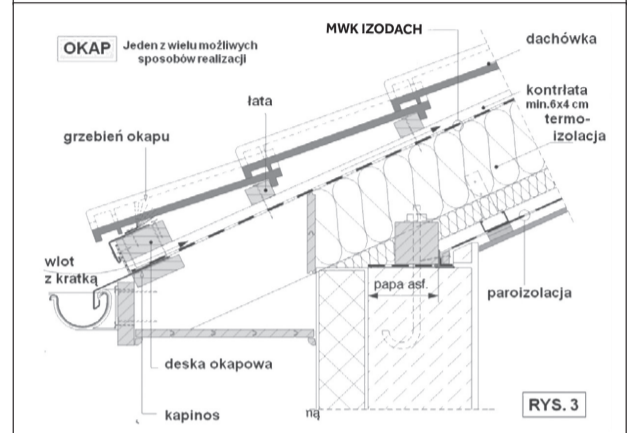 OKAP
Jeden z wielu możliwych
sposobów realizacji
MWK IZODACH
dachówka
kontrłata
min.6x4 cm
termo-
izolacja
łata
grzebień okapu
wlot
z kratką
papa asf.
paroizolacja
deska okapowa
kapinos
ną
RYS. 3